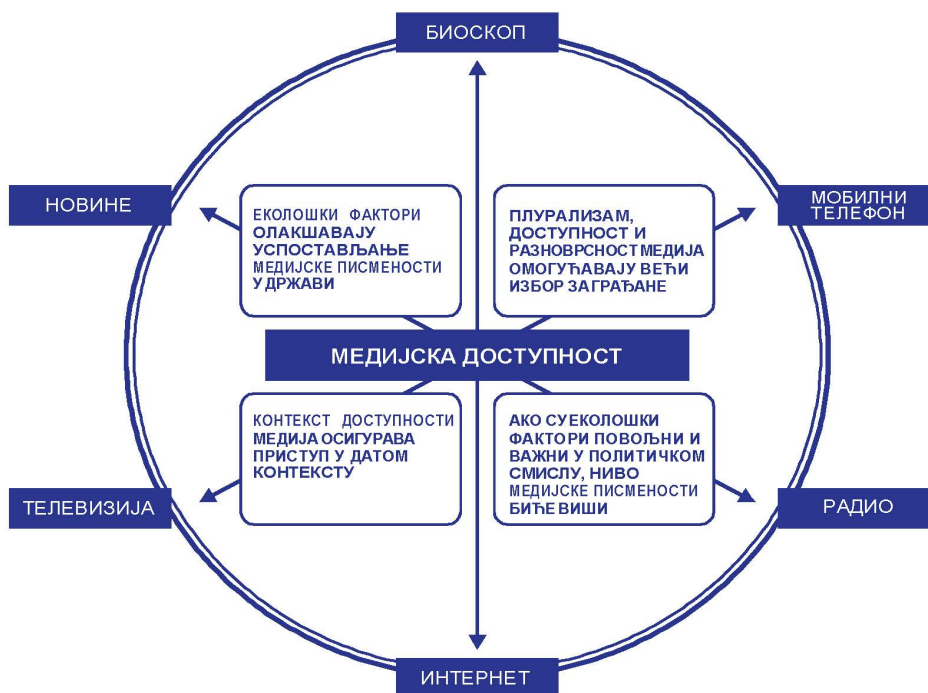 БИОСКОП
НОВИНЕ
МОБИЛНИ
ТЕЛЕФОН
ЕКОЛОШКИ ФАКТОРИ
ОЛАКШАВАЈУ
УСПОСТАВЉАЊЕ
МЕДИЈСКЕ ПИСМЕНОСТИ
У ДРЖАВИ
ПЛУРАЛИЗАМ,
ДОСТУПНОСТ И
РАЗНОВРСНОСТ МЕДИЈА
ОМОГУЋАВАЈУ ВЕЋИ
ИЗБОР ЗА ГРАЂАНЕ
МЕДИЈСКА ДОСТУПНОСТ
КОНТЕКСТ ДОСТУПНОСТИ
МЕДИЈА ОСИГУРАВА
ПРИСТУП У ДАТОМ
КОНТЕКСТУ
АКО СУ ЕКОЛОШКИ
ФАКТОРИ ПОВОЉНИ И
ВАЖНИ У ПОЛИТИЧКОМ
СМИСЛУ, НИВО
МЕДИЈСКЕ ПИСМЕНОСТИ
БИЋЕ ВИШИ
ТЕЛЕВИЗИЈА
РАДИО
ИНТЕРНЕТ